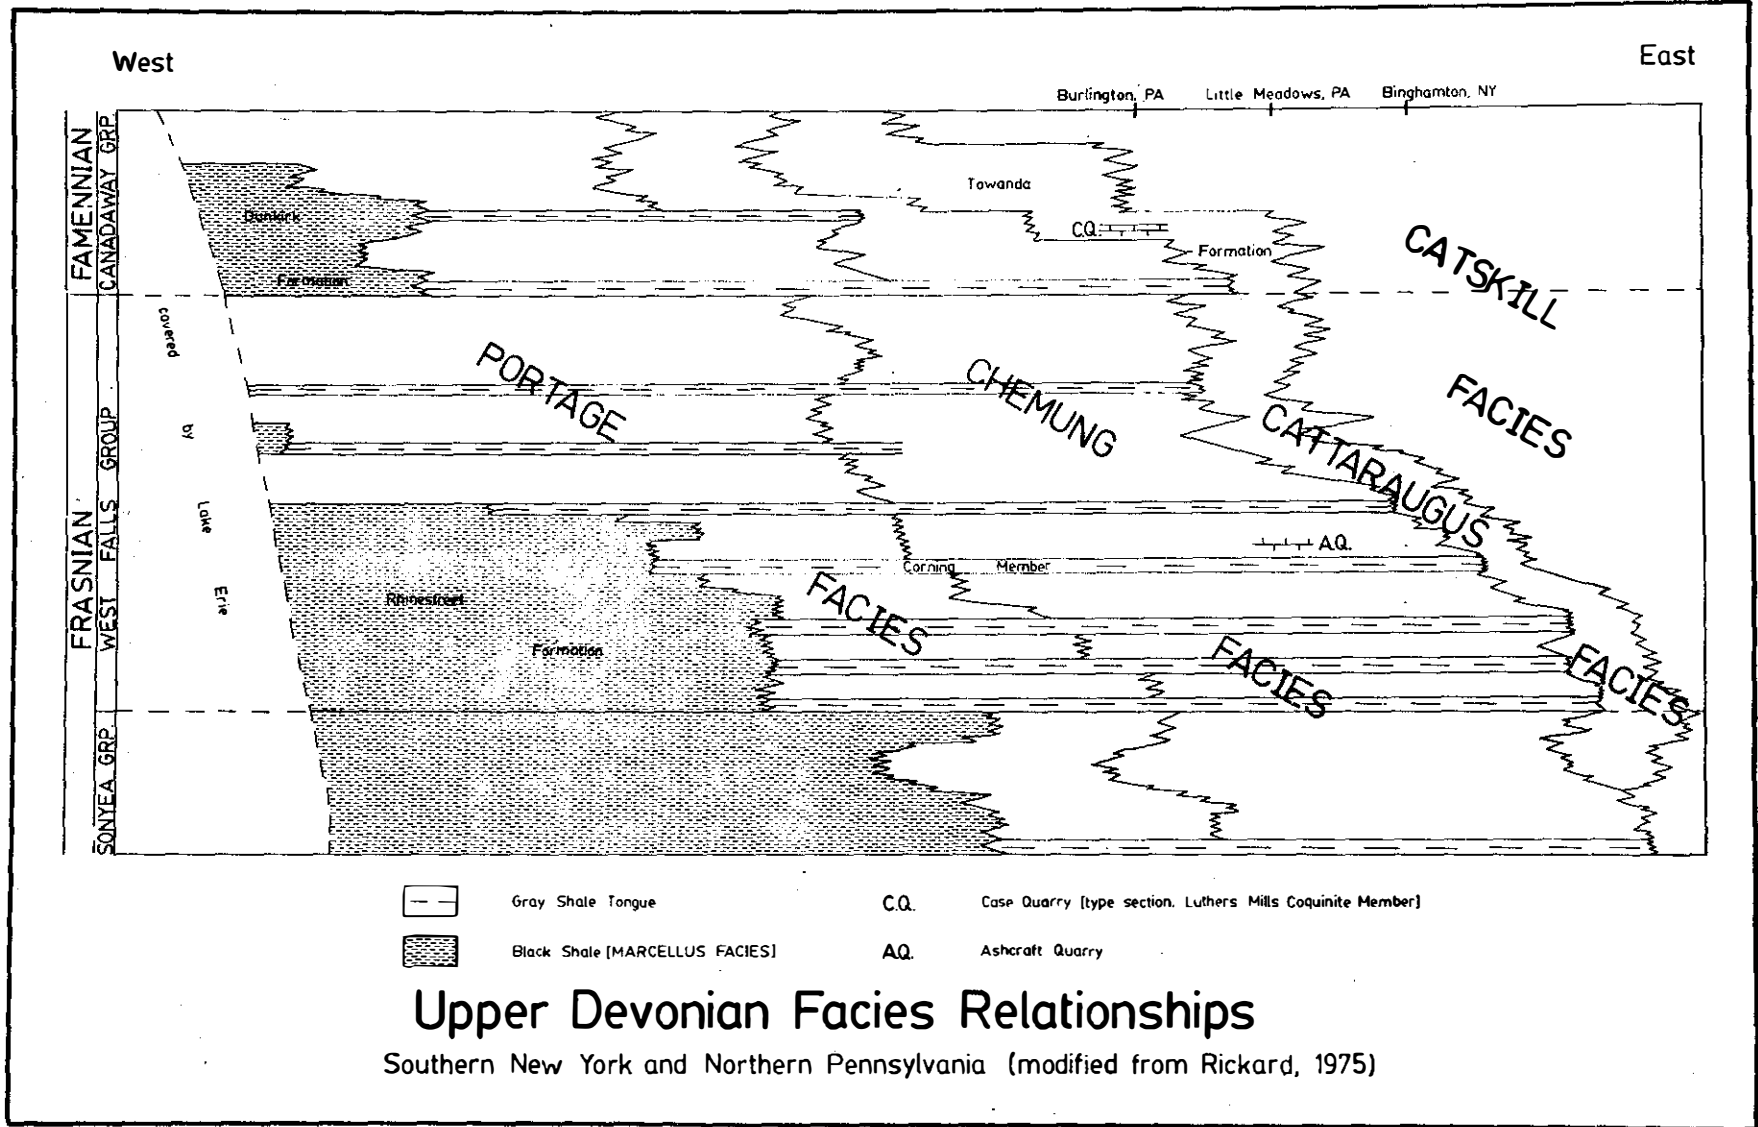 West
East
Burlington, PA
Little Meadows, PA
Binghamton, NY
FAMENNIAN
CANADAWAY GRP.
FRASNIAN
WEST FALLS GROUP
SONYEA GRP.
covered
by
Lake
Erie
Dunkirk
Formation
Towanda
C.Q.
Formation
CATSKILL
FACIES
PORTAGE
FACIES
CHEMUNG
FACIES
CATTARAUGUS
FACIES
A.Q.
Corning Member
Rhinestreet
Formation
Gray Shale Tongue
C.Q. Case Quarry [type section, Luthers Mills Coquinite Member]
Black Shale [MARCELLUS FACIES]
A.Q. Ashcraft Quarry
Upper Devonian Facies Relationships
Southern New York and Northern Pennsylvania (modified from Rickard, 1975)